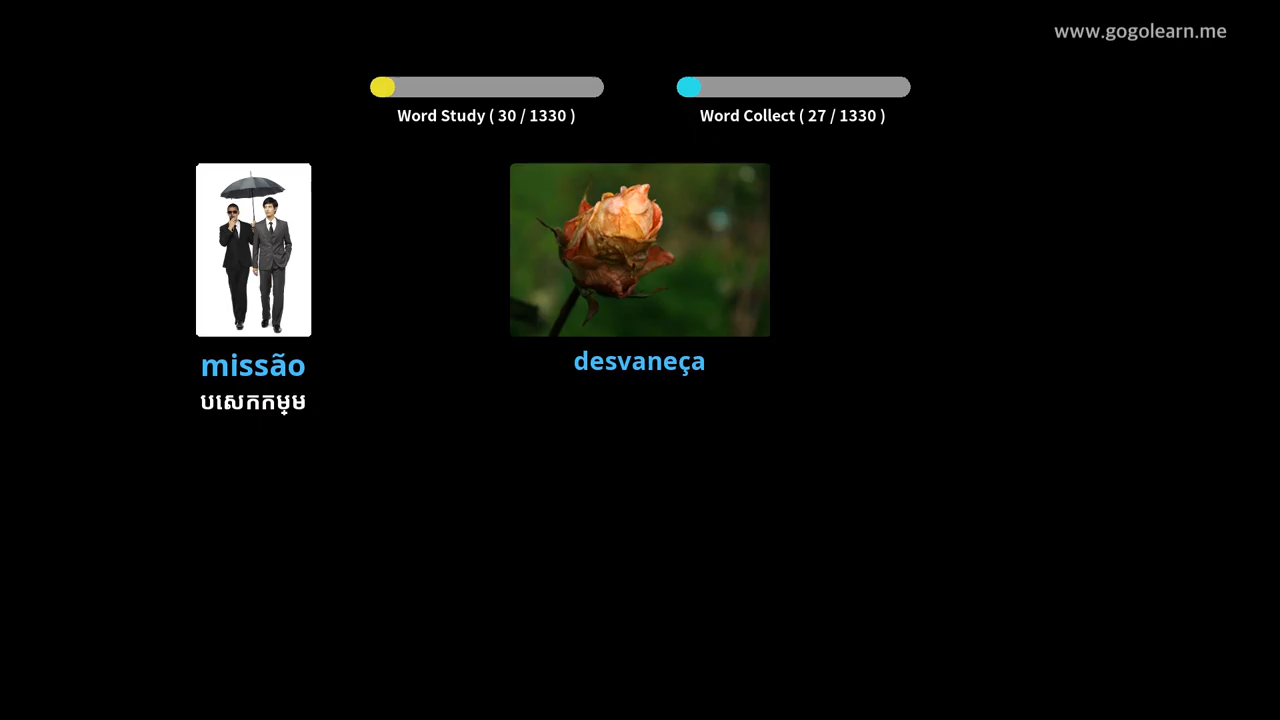 www.gogolearn.me
Word Study ( 30 / 1330 )
Word Collect ( 27 / 1330 )
missão
desvaneça
បសេកកម្ម